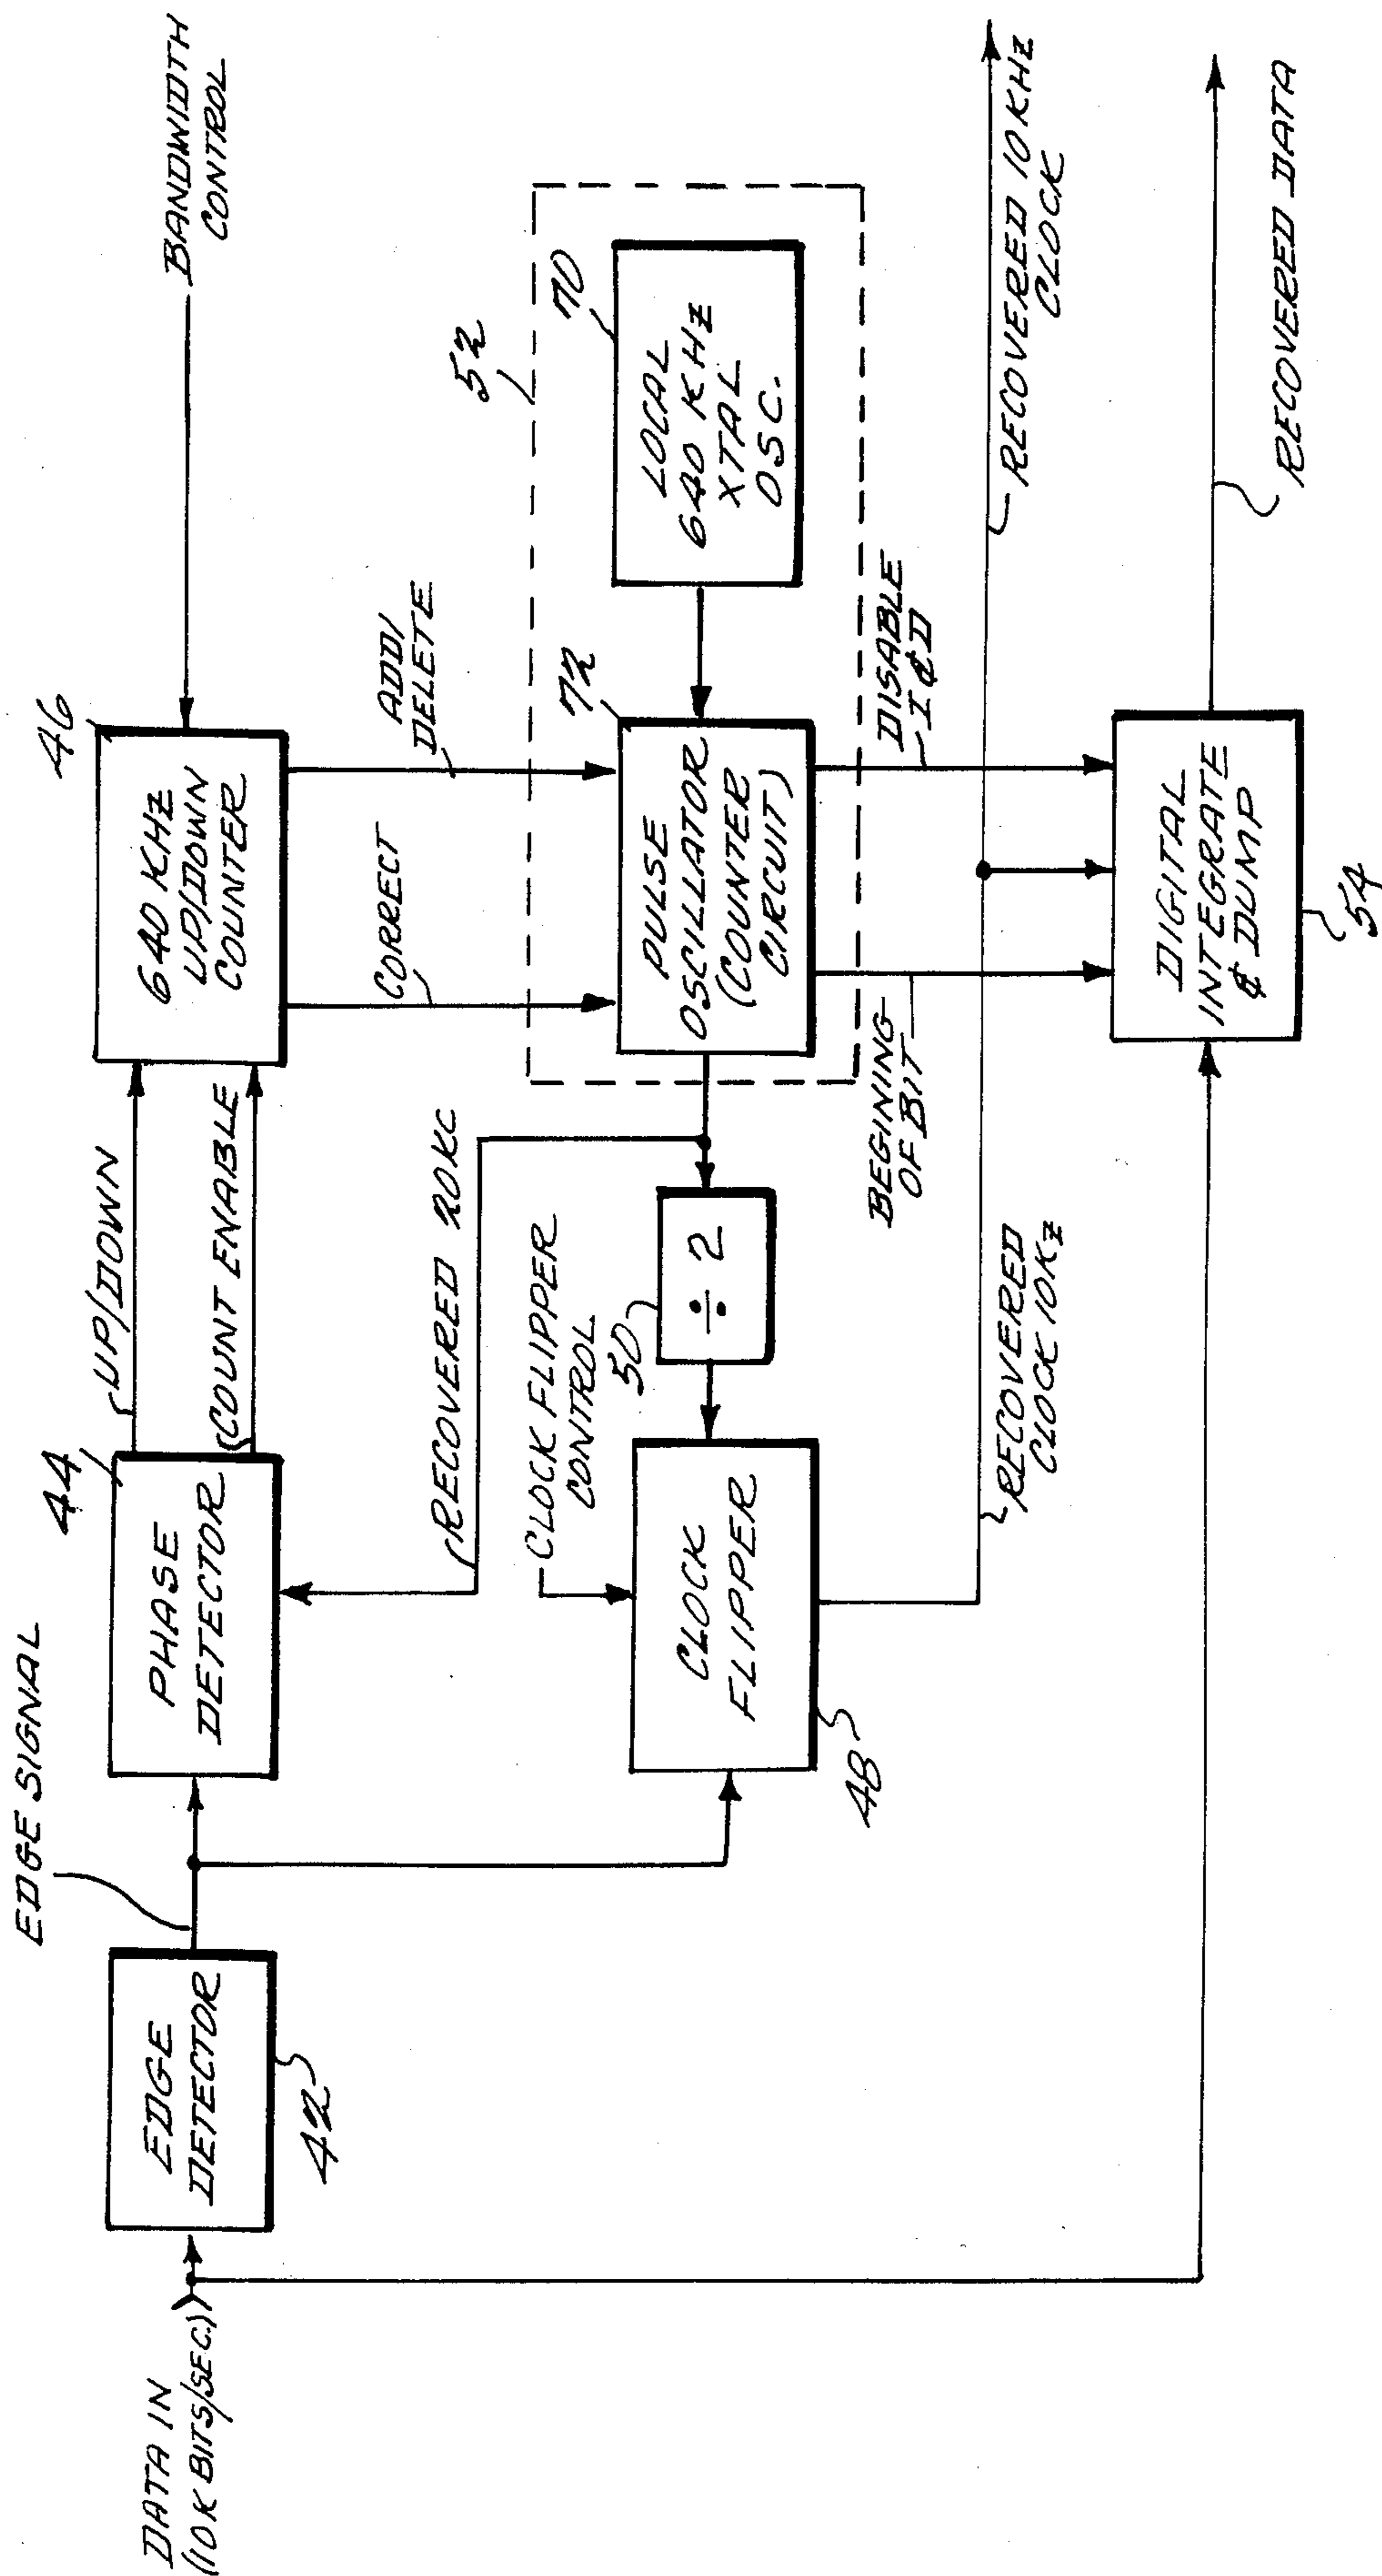 DATA IN
(10 K BITS/SEC.)
EDGE
DETECTOR
42
EDGE SIGNAL
PHASE
DETECTOR
44
UP/DOWN
COUNT ENABLE
640 KHz
UP/DOWN
COUNTER
46
BANDWIDTH
CONTROL
CORRECT
ADD/
DELETE
RECOVERED 20KC
CLOCK FLIPPER
CONTROL
CLOCK
FLIPPER
48
÷ 2
50
PULSE
OSCILLATOR
(COUNTER
CIRCUIT)
72
LOCAL
640 KHz
XTAL
OSC.
70
52
BEGINING
OF BIT
DISABLE
I & D
RECOVERED
CLOCK 10Kz
RECOVERED 10 KHz
CLOCK
DIGITAL
INTEGRATE
& DUMP
54
RECOVERED DATA